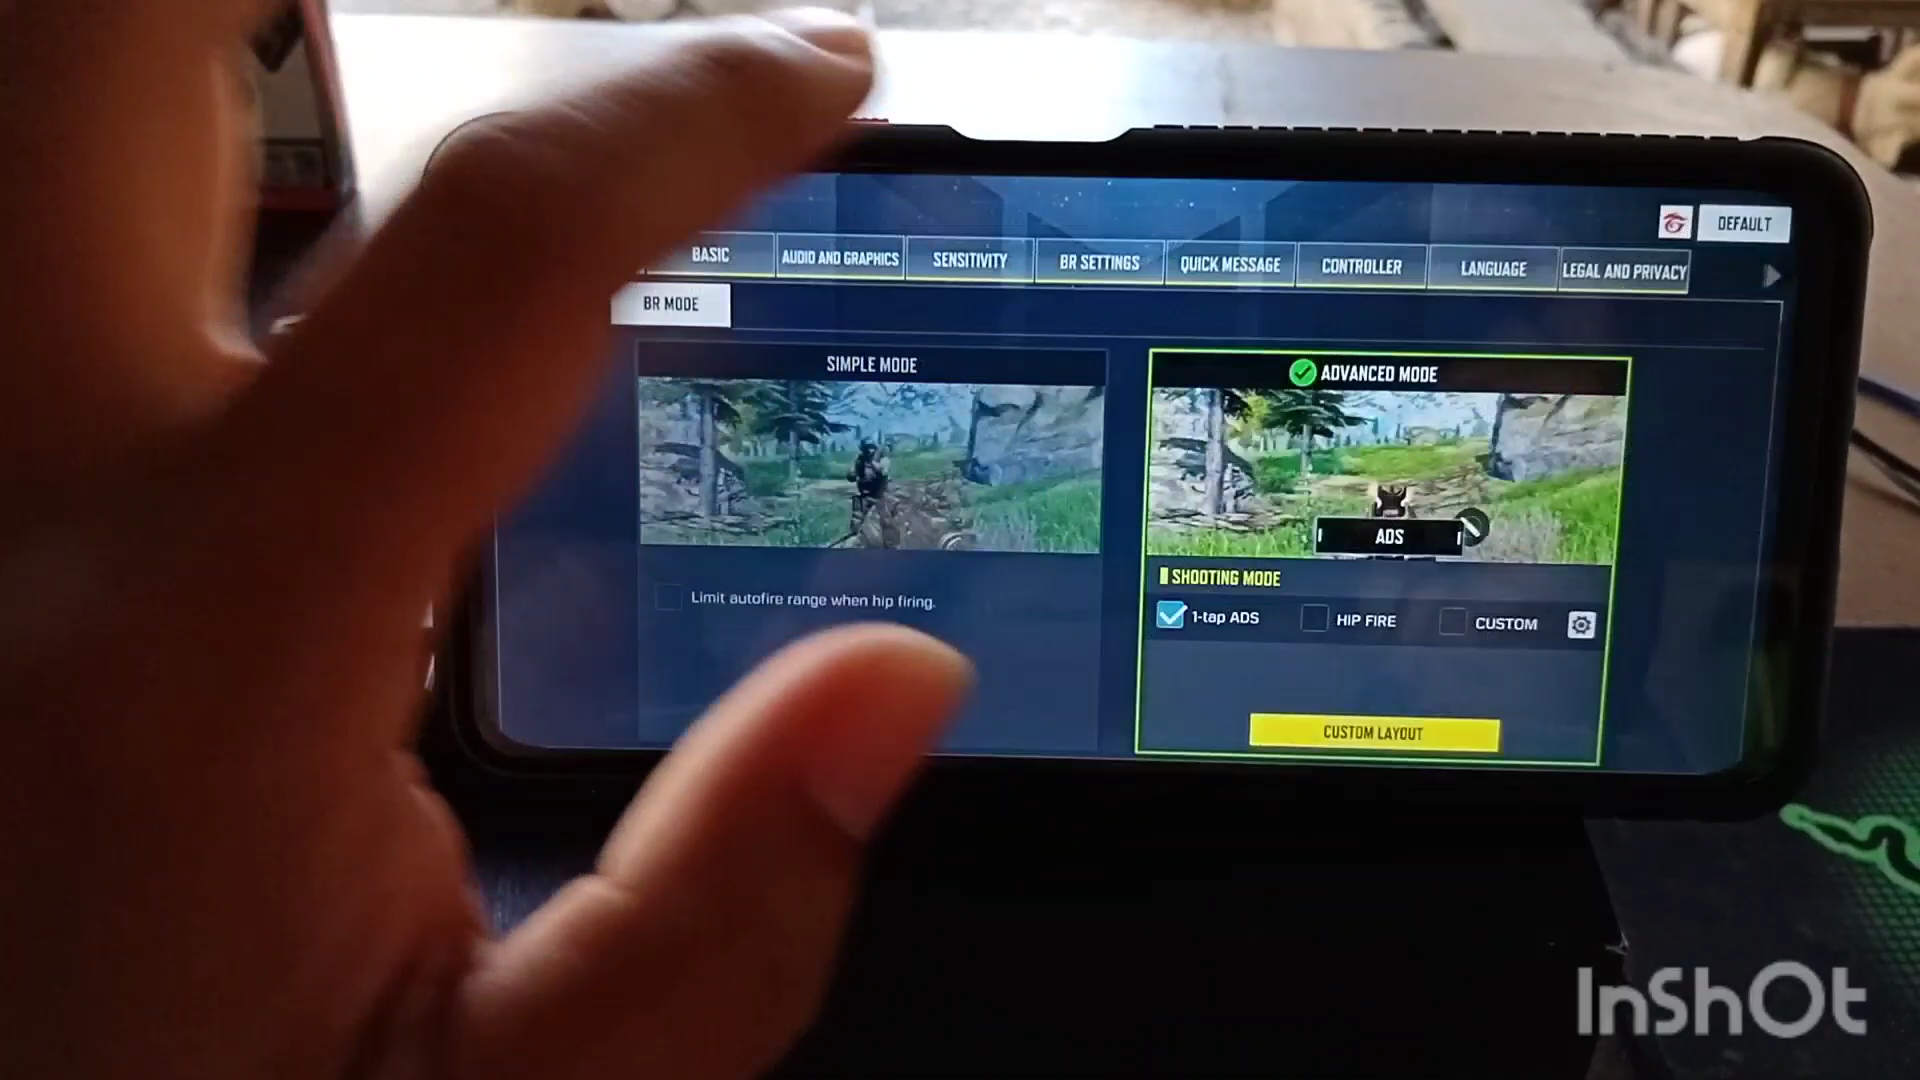 DEFAULT
BASIC
AUDIO AND GRAPHICS
SENSITIVITY
BR SETTINGS
QUICK MESSAGE
CONTROLLER
LANGUAGE
LEGAL AND PRIVACY
BR MODE
SIMPLE MODE
Limit autofire range when hip firing.
ADVANCED MODE
ADS
SHOOTING MODE
1-tap ADS
HIP FIRE
CUSTOM
CUSTOM LAYOUT
InShOt